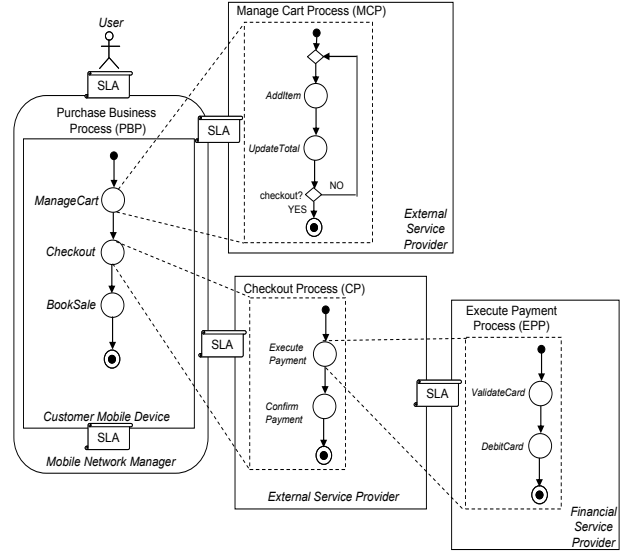 User
SLA
Purchase Business
Process (PBP)
ManageCart
Checkout
BookSale
Customer Mobile Device
SLA
Mobile Network Manager
Manage Cart Process (MCP)
SLA
AddItem
UpdateTotal
checkout?
NO
YES
External
Service
Provider
Checkout Process (CP)
SLA
Execute
Payment
Confirm
Payment
External Service Provider
Execute Payment
Process (EPP)
SLA
ValidateCard
DebitCard
Financial
Service
Provider